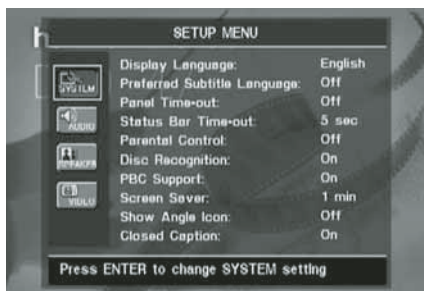 SETUP MENU
Display Language: English
Preferred Subtitle Language: Off
Panel Time-out: Off
Status Bar Time-out: 5 sec
Parental Control: Off
Disc Recognition: On
PBC Support: On
Screen Saver: 1 min
Show Angle Icon: Off
Closed Caption: On
SYSTEM
AUDIO
SPEAKER
VIDEO
Press ENTER to change SYSTEM setting